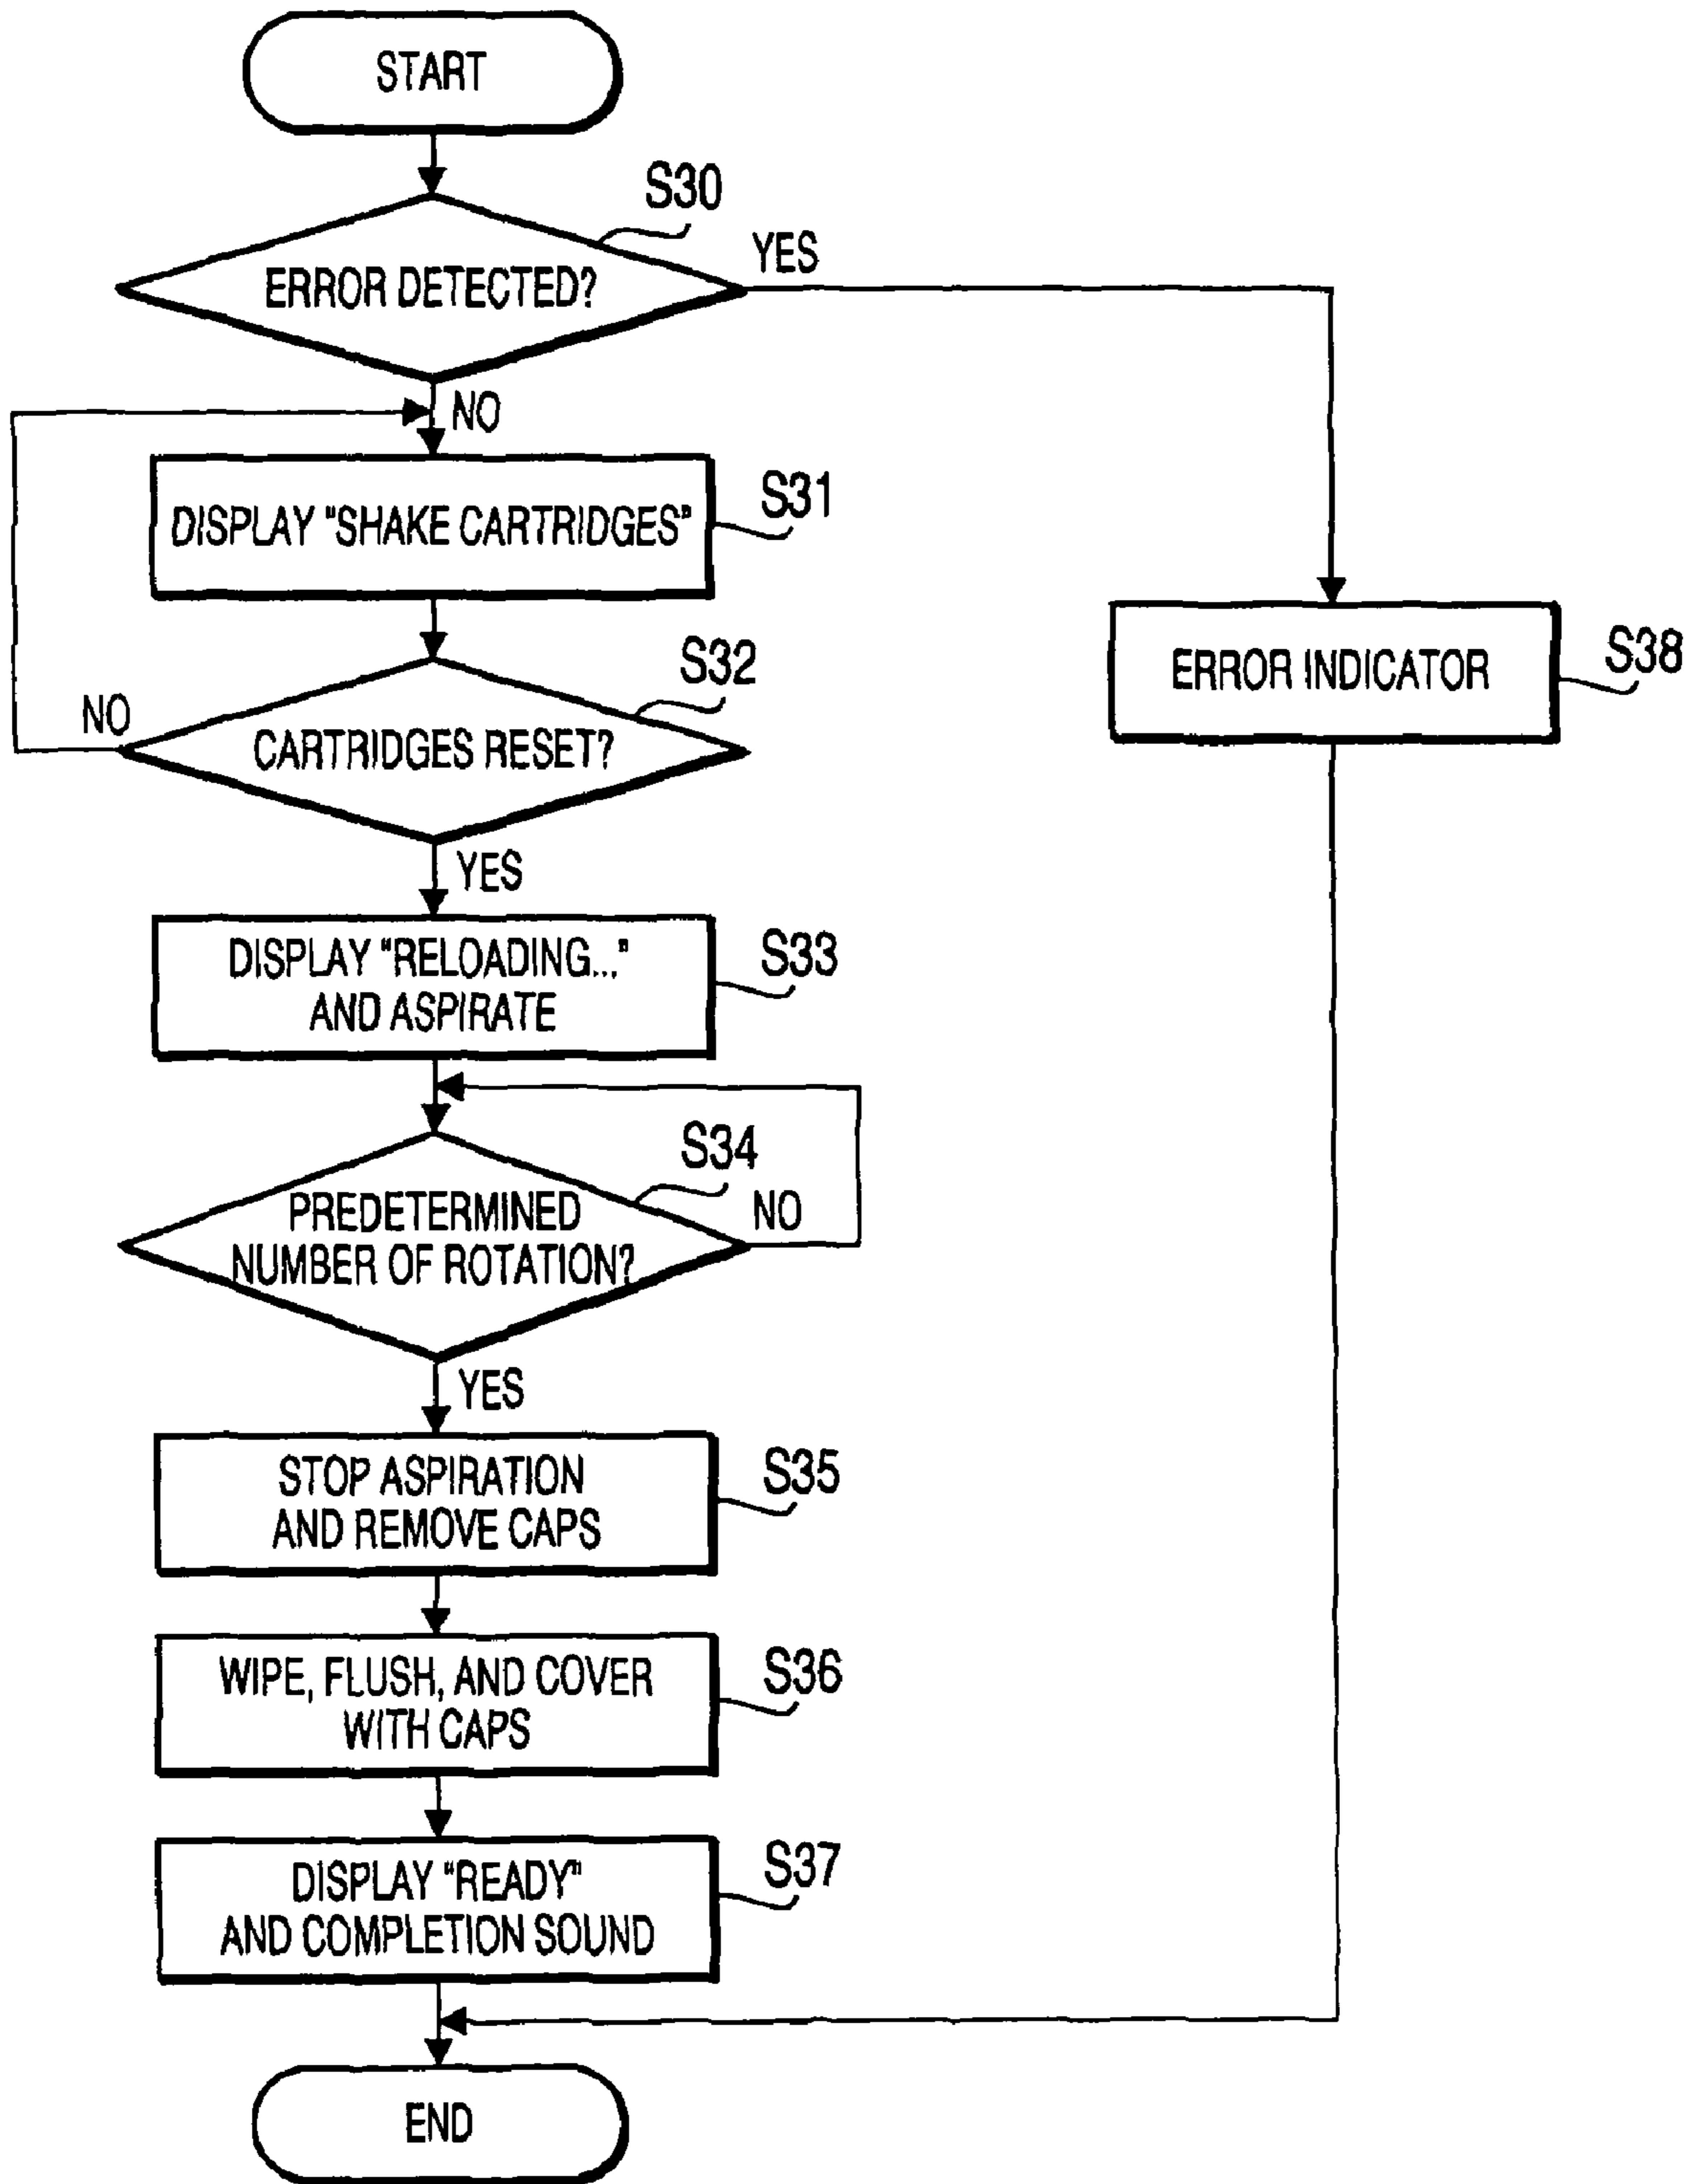 START
S30
YES
ERROR DETECTED?
NO
S31
DISPLAY "SHAKE CARTRIDGES"
S32
NO
CARTRIDGES RESET?
ERROR INDICATOR
S38
YES
DISPLAY "RELOADING..."
AND ASPIRATE
S33
S34
PREDETERMINED
NUMBER OF ROTATION?
NO
YES
STOP ASPIRATION
AND REMOVE CAPS
S35
WIPE, FLUSH, AND COVER
WITH CAPS
S36
DISPLAY "READY"
AND COMPLETION SOUND
S37
END